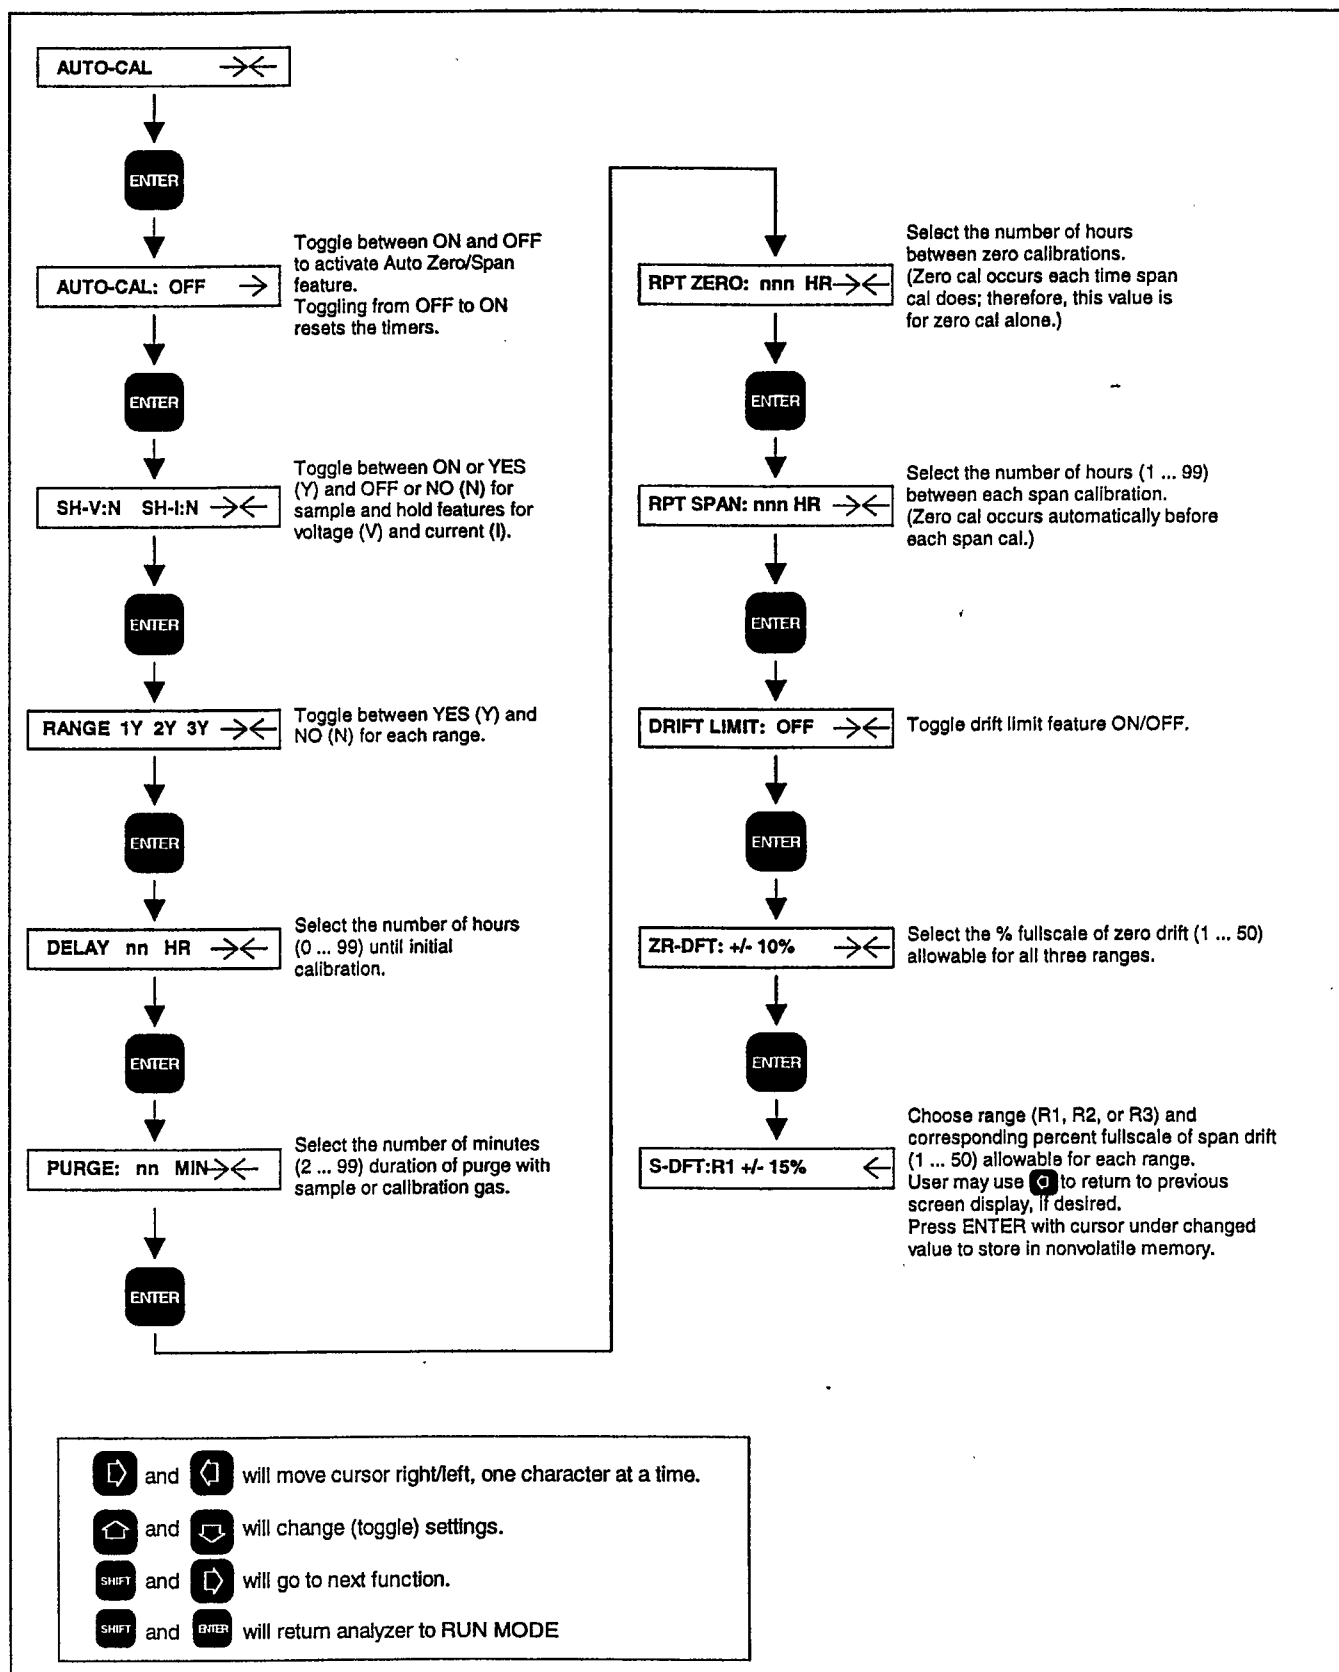 AUTO-CAL →←
ENTER
AUTO-CAL: OFF →
Toggle between ON and OFF
to activate Auto Zero/Span
feature.
Toggling from OFF to ON
resets the timers.
ENTER
SH-V:N SH-I:N →←
Toggle between ON or YES
(Y) and OFF or NO (N) for
sample and hold features for
voltage (V) and current (I).
ENTER
RANGE 1Y 2Y 3Y →←
Toggle between YES (Y) and
NO (N) for each range.
ENTER
DELAY nn HR →←
Select the number of hours
(0 ... 99) until initial
calibration.
ENTER
PURGE: nn MIN→←
Select the number of minutes
(2 ... 99) duration of purge with
sample or calibration gas.
ENTER
RPT ZERO: nnn HR→←
Select the number of hours
between zero calibrations.
(Zero cal occurs each time span
cal does; therefore, this value is
for zero cal alone.)
ENTER
RPT SPAN: nnn HR →←
Select the number of hours (1 ... 99)
between each span calibration.
(Zero cal occurs automatically before
each span cal.)
ENTER
DRIFT LIMIT: OFF →←
Toggle drift limit feature ON/OFF.
ENTER
ZR-DFT: +/- 10% →←
Select the % fullscale of zero drift (1 ... 50)
allowable for all three ranges.
ENTER
S-DFT:R1 +/- 15% ←
Choose range (R1, R2, or R3) and
corresponding percent fullscale of span drift
(1 ... 50) allowable for each range.
User may use to return to previous
screen display, if desired.
Press ENTER with cursor under changed
value to store in nonvolatile memory.
and will move cursor right/left, one character at a time.
and will change (toggle) settings.
SHIFT and will go to next function.
SHIFT and ENTER will return analyzer to RUN MODE